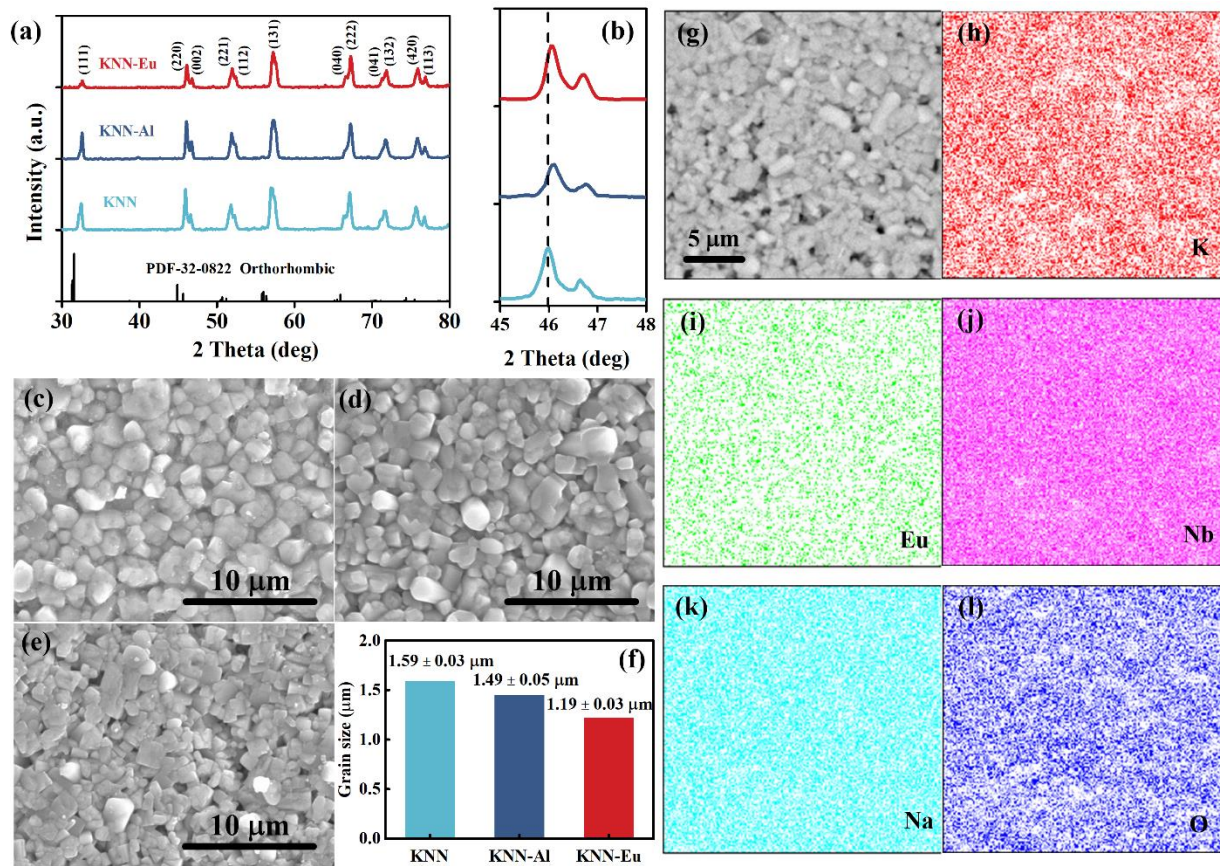 (a)
KNN-Eu
KNN-Al
KNN
(111)
(220)
(002)
(221)
(112)
(131)
(040)
(222)
(041)
(132)
(420)
(113)
PDF-32-0822 Orthorhombic
Intensity (a.u.)
30 40 50 60 70 80
2 Theta (deg)
(b)
45 46 47 48
2 Theta (deg)
(g)
5 μm
(h)
K
(i)
Eu
(j)
Nb
(c)
10 μm
(d)
10 μm
(e)
10 μm
(f)
2.0
1.5
1.0
0.5
0.0
Grain size (μm)
1.59 ± 0.03 μm
1.49 ± 0.05 μm
1.19 ± 0.03 μm
KNN KNN-Al KNN-Eu
(k)
Na
(l)
O